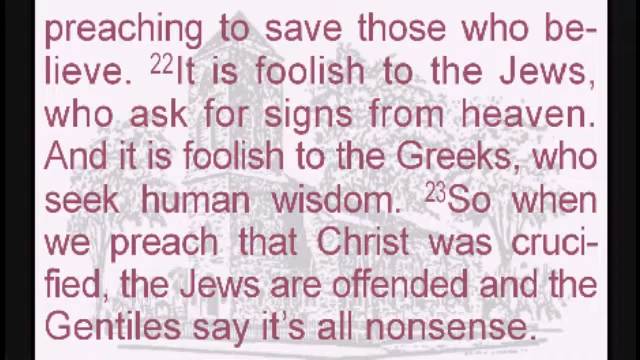 preaching to save those who be-
lieve. 22It is foolish to the Jews,
who ask for signs from heaven.
And it is foolish to the Greeks, who
seek human wisdom. 23So when
we preach that Christ was cruci-
fied, the Jews are offended and the
Gentiles say it's all nonsense.